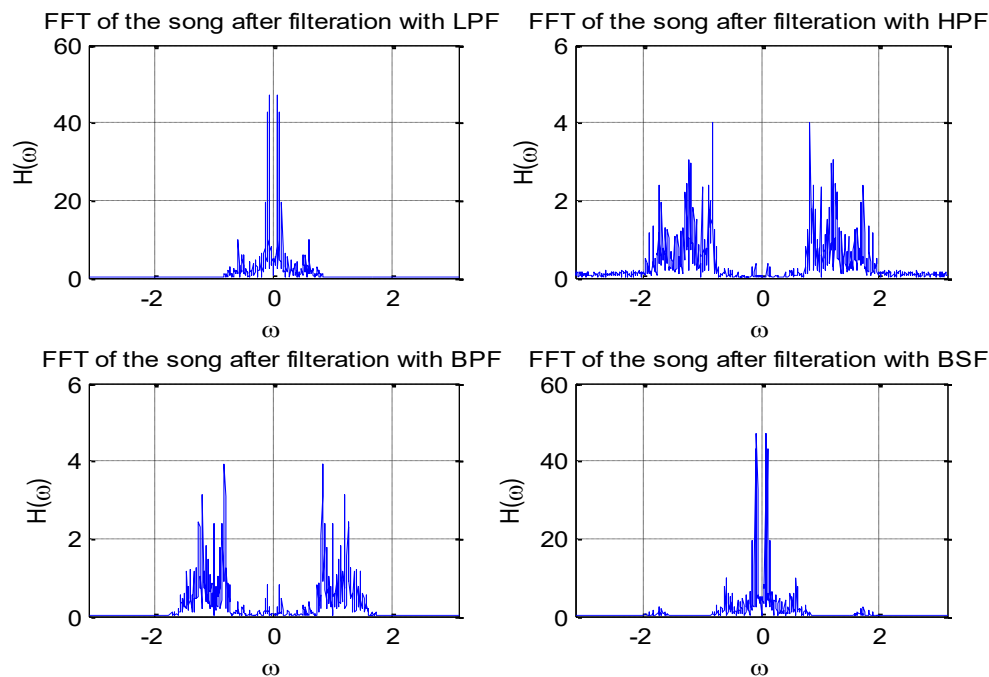 FFT of the song after filteration with LPF
60
40
20
0
H(ω)
-2
0
2
ω
FFT of the song after filteration with HPF
6
4
2
0
H(ω)
-2
0
2
ω
FFT of the song after filteration with BPF
6
4
2
0
H(ω)
-2
0
2
ω
FFT of the song after filteration with BSF
60
40
20
0
H(ω)
-2
0
2
ω